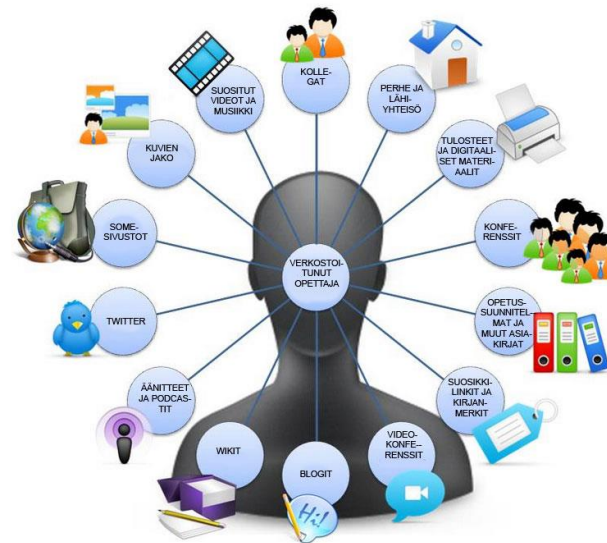 KOLLE-
GAT
PERHE JA
LÄHI-
YHTEISÖ
TULOSTEET
JA DIGITAALI-
SET MATERI-
AALIT
KONFE-
RENSSIT
OPETUS-
SUUNNITEL-
MAT JA
MUUT ASIA-
KIRJAT
SUOSIKKI-
LINKIT JA
KIRJAN-
MERKIT
VIDEO-
KONFE-
RENSSIT
BLOGIT
Hi!
WIKIT
ÄÄNITTEET
JA PODCAS-
TIT
TWITTER
SOME-
SIVUSTOT
KUVIEN
JAKO
SUOSITUT
VIDEOT JA
MUSIIKKI
VERKOSTOI-
TUNUT
OPETTAJA